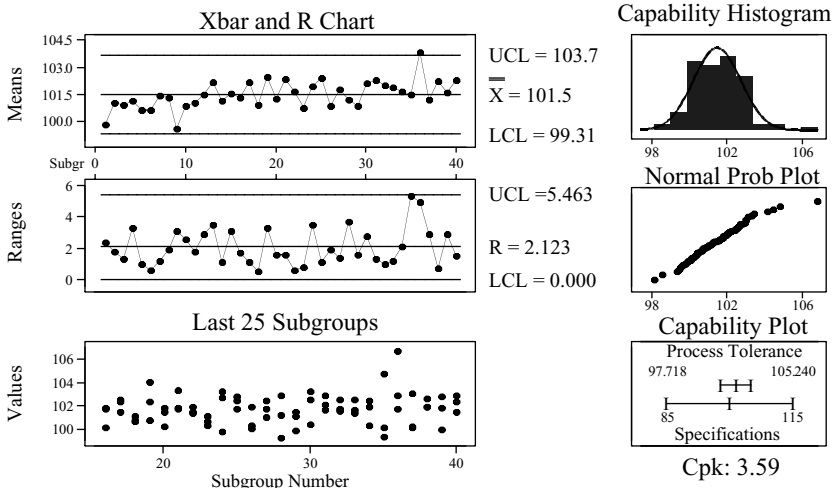 Xbar and R Chart
Means
104.5
103.0
101.5
100.0
Subgr
0
10
20
30
40
UCL = 103.7
X = 101.5
LCL = 99.31
Ranges
6
4
2
0
UCL =5.463
R = 2.123
LCL = 0.000
Last 25 Subgroups
Values
106
104
102
100
20
30
40
Subgroup Number
Capability Histogram
98
102
106
Normal Prob Plot
98
102
106
Capability Plot
Process Tolerance
97.718
105.240
85
115
Specifications
Cpk: 3.59